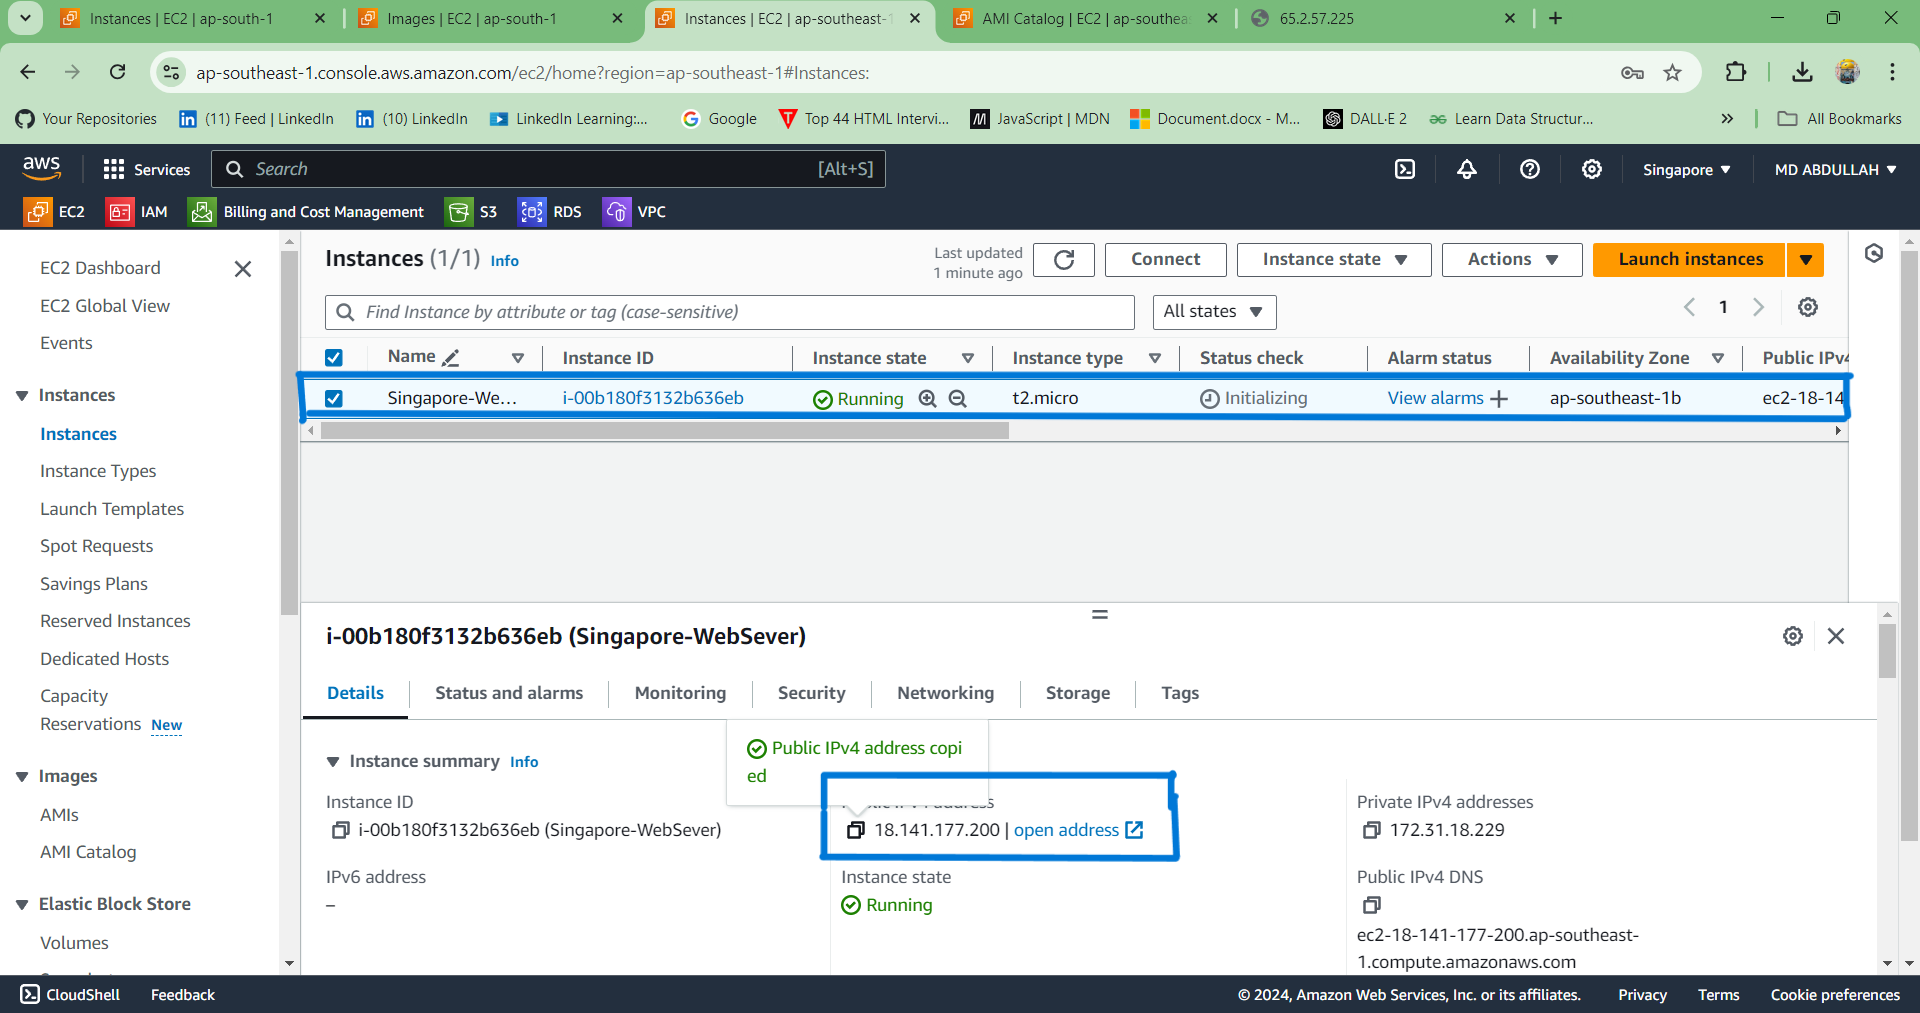 Instances | EC2 | ap-south-1
Images | EC2 | ap-south-1
Instances | EC2 | ap-southeast-1
AMI Catalog | EC2 | ap-southeas
65.2.57.225
ap-southeast-1.console.aws.amazon.com/ec2/home?region=ap-southeast-1#Instances:
Your Repositories
(11) Feed | LinkedIn
(10) LinkedIn
LinkedIn Learning:...
Google
Top 44 HTML Intervi...
JavaScript | MDN
Document.docx - M...
DALL·E 2
Learn Data Structur...
All Bookmarks
aws
Services
Search
[Alt+S]
Singapore
MD ABDULLAH
EC2
IAM
Billing and Cost Management
S3
RDS
VPC
EC2 Dashboard
EC2 Global View
Events
Instances
Instances
Instance Types
Launch Templates
Spot Requests
Savings Plans
Reserved Instances
Dedicated Hosts
Capacity
Reservations New
Images
AMIs
AMI Catalog
Elastic Block Store
Volumes
Instances (1/1) Info
Last updated
1 minute ago
Connect
Instance state
Actions
Launch instances
Find Instance by attribute or tag (case-sensitive)
All states
1
Name
Instance ID
Instance state
Instance type
Status check
Alarm status
Availability Zone
Public IPv4
Singapore-We...
i-00b180f3132b636eb
Running
t2.micro
Initializing
View alarms
ap-southeast-1b
ec2-18-14
i-00b180f3132b636eb (Singapore-WebSever)
Details
Status and alarms
Monitoring
Security
Networking
Storage
Tags
Public IPv4 address copi
ed
Instance summary Info
Instance ID
i-00b180f3132b636eb (Singapore-WebSever)
18.141.177.200 | open address
Private IPv4 addresses
172.31.18.229
IPv6 address
–
Instance state
Running
Public IPv4 DNS
ec2-18-141-177-200.ap-southeast-
1.compute.amazonaws.com
CloudShell
Feedback
© 2024, Amazon Web Services, Inc. or its affiliates.
Privacy
Terms
Cookie preferences